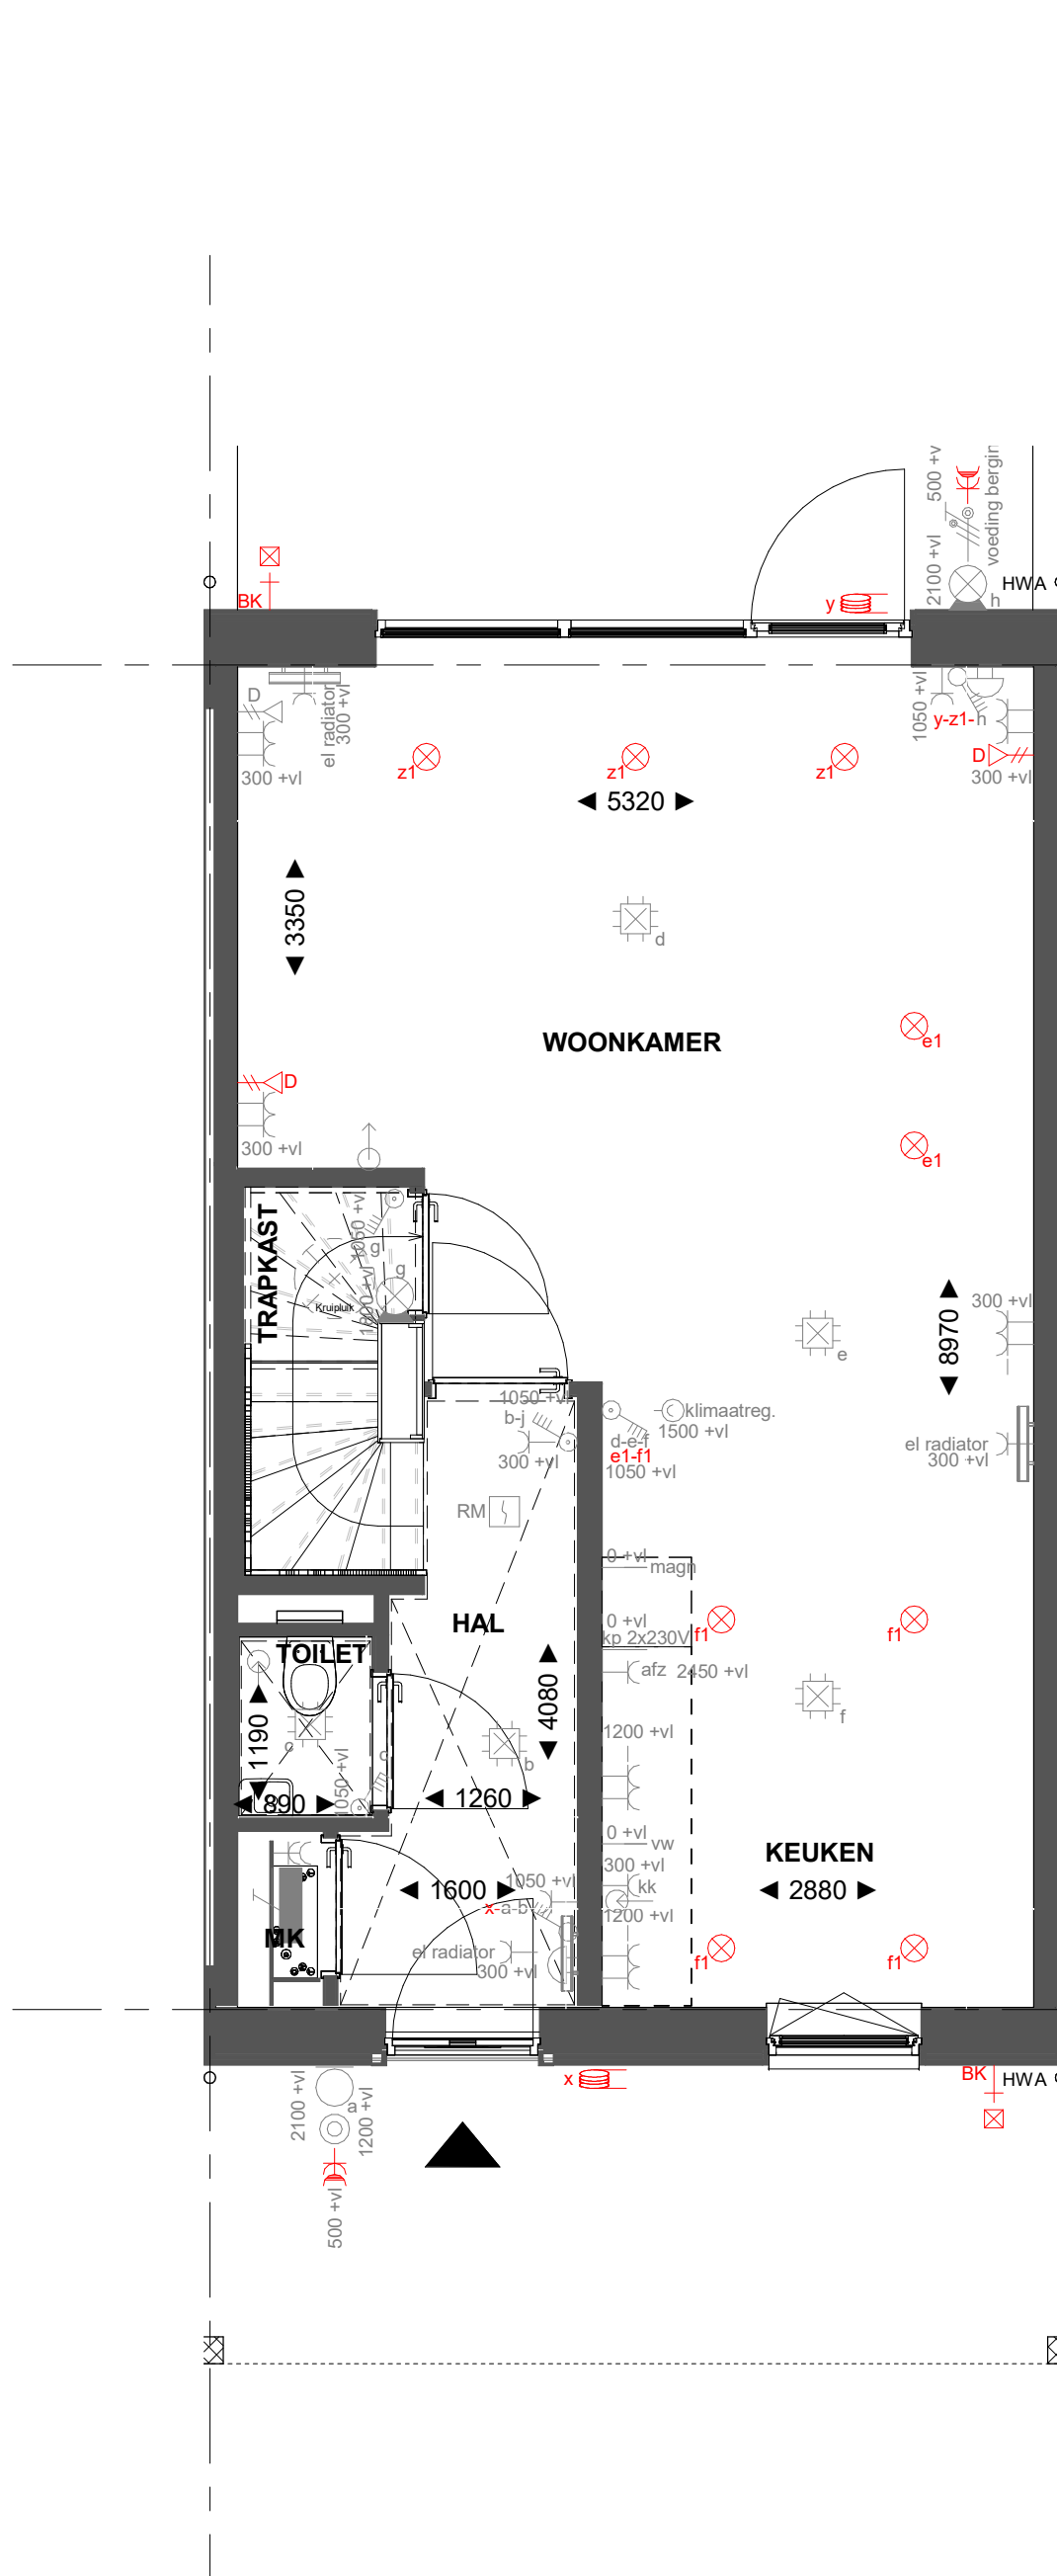 500 +v
voeding bergin
2100 +vl
h
HWA
BK
y
D
el radiator
300 +vl
300 +vl
1050 +vl
y-z1-h
D
300 +vl
z1
z1
z1
5320
3350
d
WOONKAMER
e1
D
300 +vl
e1
TRAPKAST
1050 +vl
g
g
Kruipluik
300 +vl
8970
e
1050 +vl
b-j
300 +vl
klimaatreg.
1500 +vl
d-e-f
e1-f1
1050 +vl
el radiator
300 +vl
RM
0 +vl
magn
HAL
0 +vl
kp 2x230V
f1
f1
TOILET
afz 2450 +vl
4080
f
1190
c
c
1050 +vl
b
1200 +vl
890
1260
0 +vl
vw
KEUKEN
300 +vl
kk
1600
1050 +vl
2880
x-a-b
1200 +vl
MK
el radiator
300 +vl
f1
f1
x
BK
HWA
2100 +vl
a
1200 +vl
500 +vl